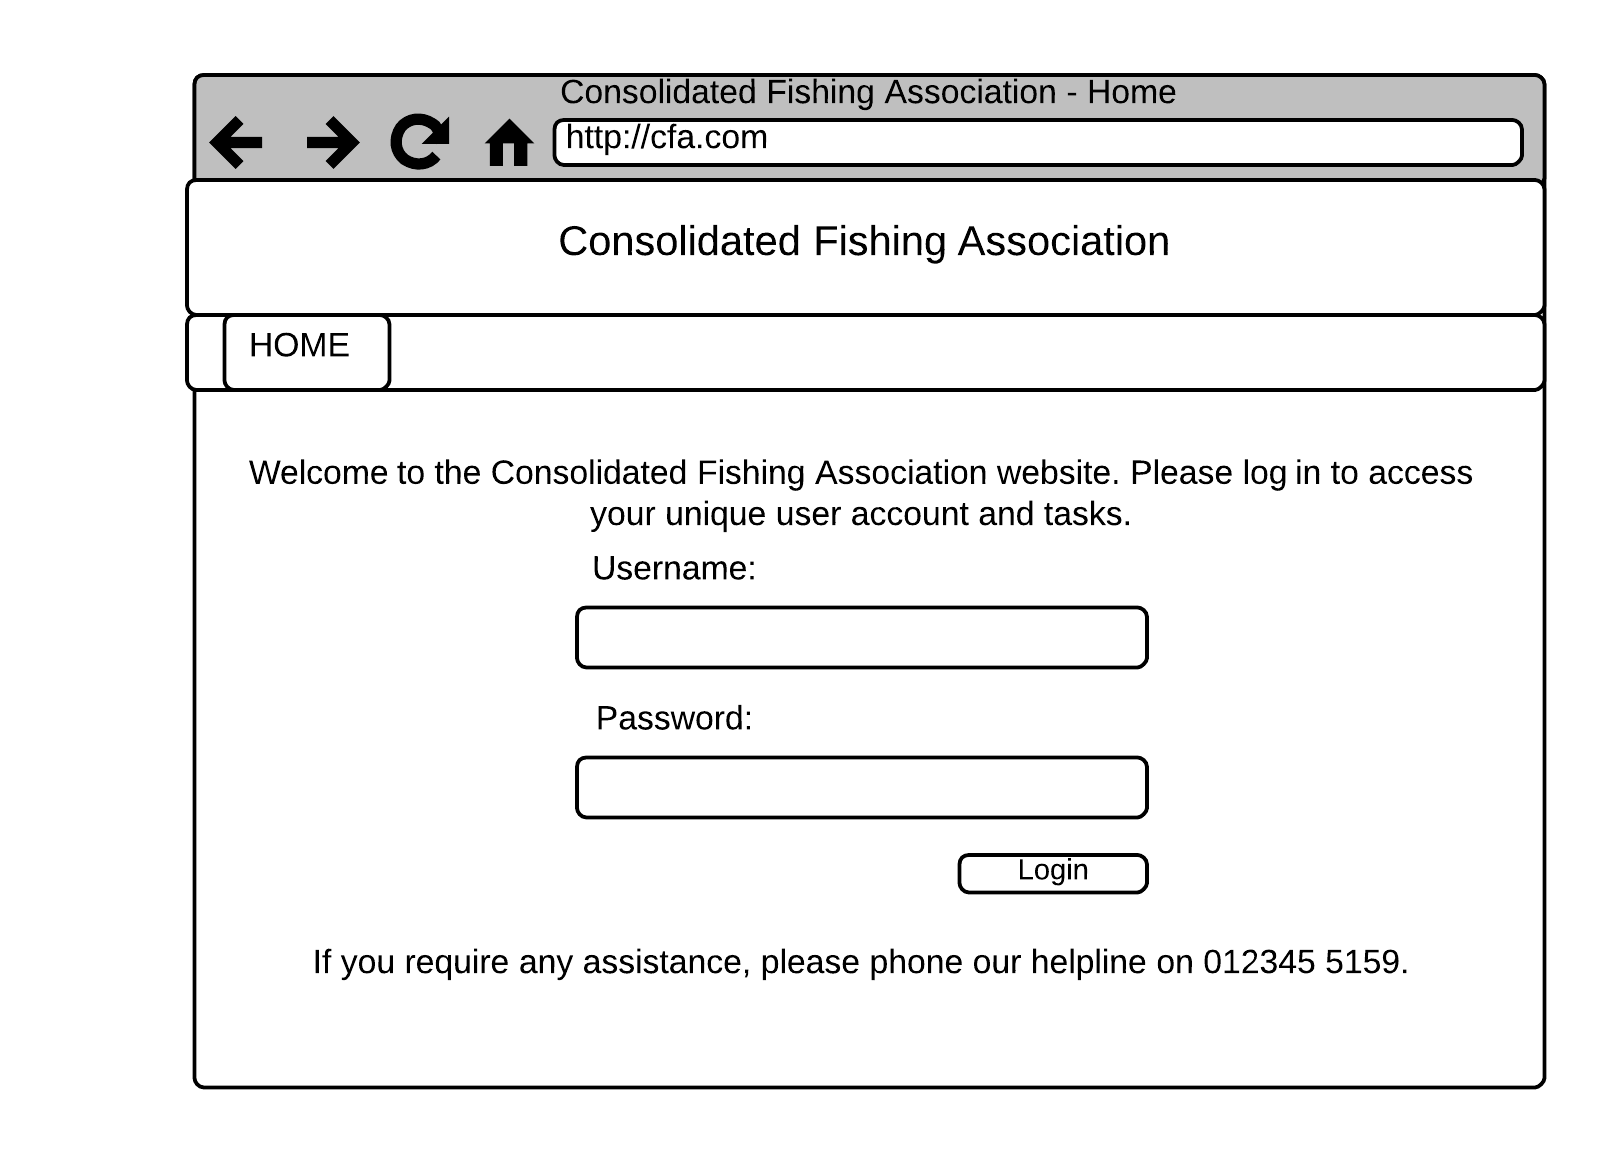 Consolidated Fishing Association - Home
http://cfa.com
Consolidated Fishing Association
HOME
Welcome to the Consolidated Fishing Association website. Please log in to access
your unique user account and tasks.
Username:
Password:
Login
If you require any assistance, please phone our helpline on 012345 5159.